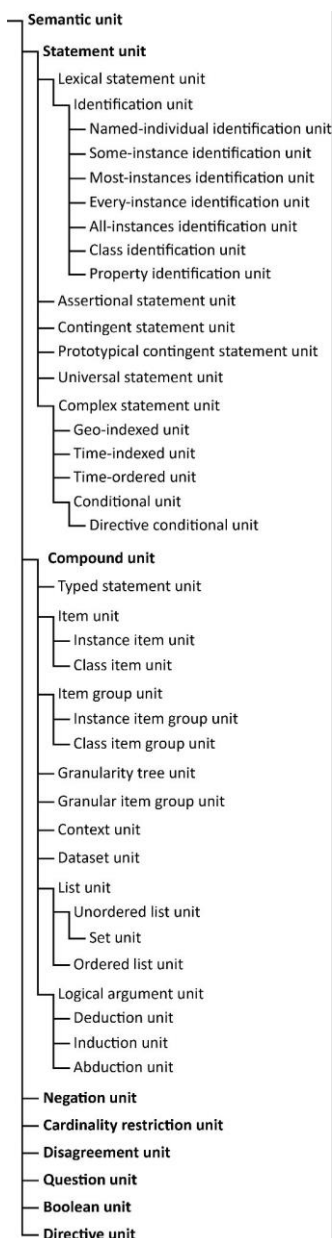 Semantic unit
Statement unit
Lexical statement unit
Identification unit
Named-individual identification unit
Some-instance identification unit
Most-instances identification unit
Every-instance identification unit
All-instances identification unit
Class identification unit
Property identification unit
Assertional statement unit
Contingent statement unit
Prototypical contingent statement unit
Universal statement unit
Complex statement unit
Geo-indexed unit
Time-indexed unit
Time-ordered unit
Conditional unit
Directive conditional unit
Compound unit
Typed statement unit
Item unit
Instance item unit
Class item unit
Item group unit
Instance item group unit
Class item group unit
Granularity tree unit
Granular item group unit
Context unit
Dataset unit
List unit
Unordered list unit
Set unit
Ordered list unit
Logical argument unit
Deduction unit
Induction unit
Abduction unit
Negation unit
Cardinality restriction unit
Disagreement unit
Question unit
Boolean unit
Directive unit